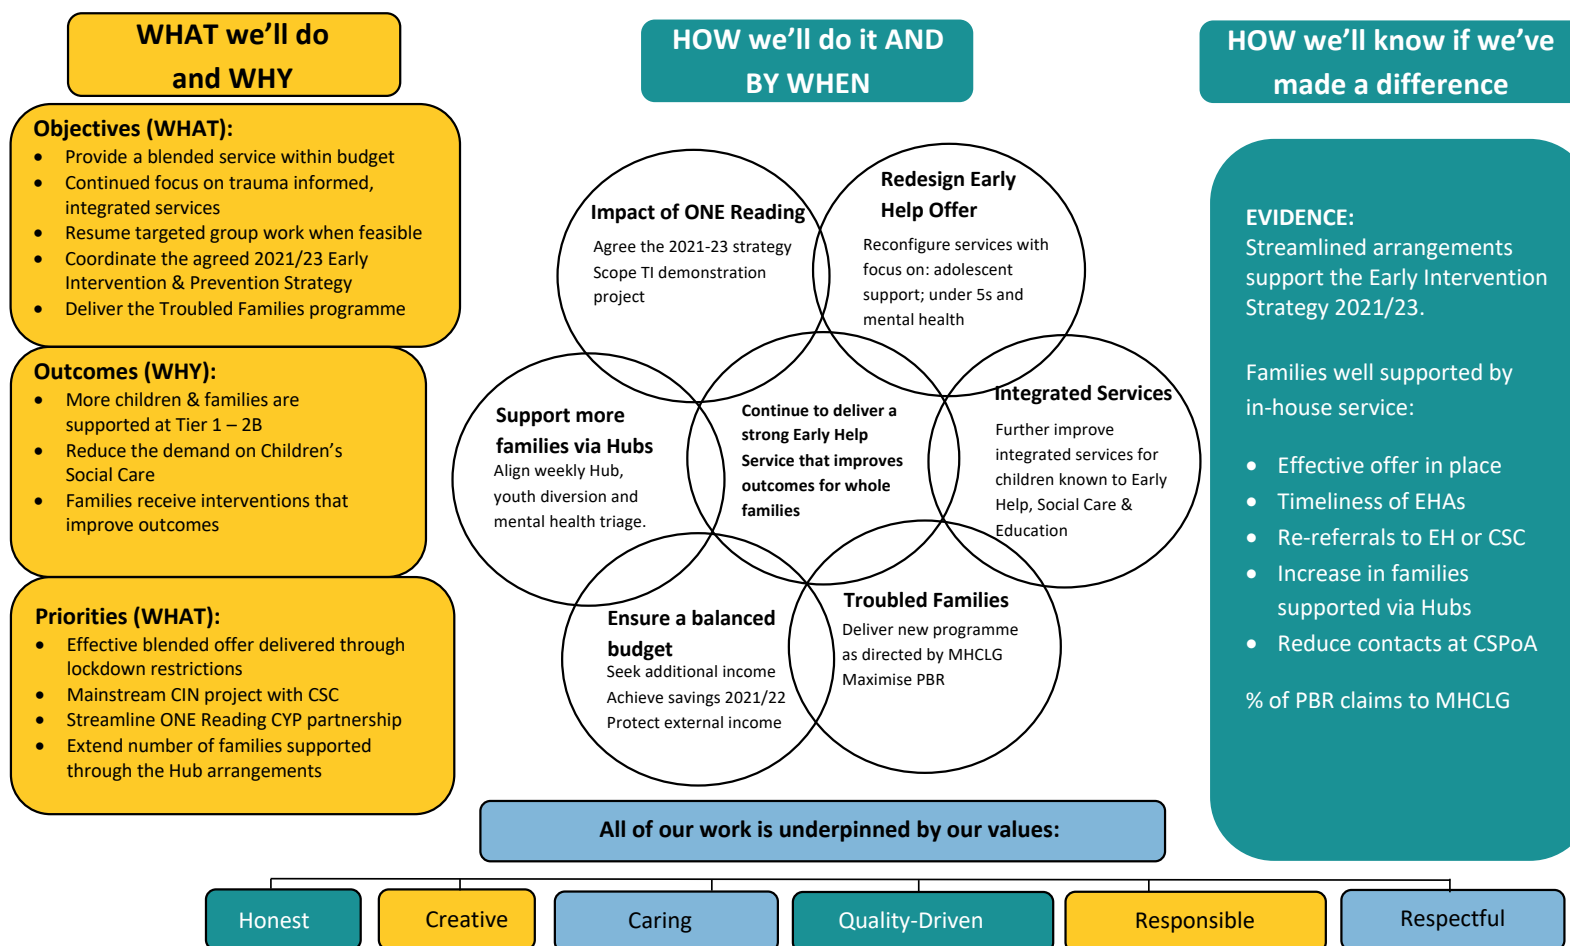 WHAT we’ll do
and WHY
Objectives (WHAT):
• Provide a blended service within budget
• Continued focus on trauma informed,
integrated services
• Resume targeted group work when feasible
• Coordinate the agreed 2021/23 Early
Intervention & Prevention Strategy
• Deliver the Troubled Families programme
Outcomes (WHY):
• More children & families are
supported at Tier 1 – 2B
• Reduce the demand on Children’s
Social Care
• Families receive interventions that
improve outcomes
Priorities (WHAT):
• Effective blended offer delivered through
lockdown restrictions
• Mainstream CIN project with CSC
• Streamline ONE Reading CYP partnership
• Extend number of families supported
through the Hub arrangements
HOW we’ll do it AND
BY WHEN
Impact of ONE Reading
Agree the 2021-23 strategy
Scope TI demonstration
project
Redesign Early
Help Offer
Reconfigure services with
focus on: adolescent
support; under 5s and
mental health
Support more
families via Hubs
Align weekly Hub,
youth diversion and
mental health triage.
Continue to deliver a
strong Early Help
Service that improves
outcomes for whole
families
Integrated Services
Further improve
integrated services for
children known to Early
Help, Social Care &
Education
Ensure a balanced
budget
Seek additional income
Achieve savings 2021/22
Protect external income
Troubled Families
Deliver new programme
as directed by MHCLG
Maximise PBR
HOW we’ll know if we’ve
made a difference
EVIDENCE:
Streamlined arrangements
support the Early Intervention
Strategy 2021/23.
Families well supported by
in-house service:
• Effective offer in place
• Timeliness of EHAs
• Re-referrals to EH or CSC
• Increase in families
supported via Hubs
• Reduce contacts at CSPoA
% of PBR claims to MHCLG
All of our work is underpinned by our values:
Honest
Creative
Caring
Quality-Driven
Responsible
Respectful